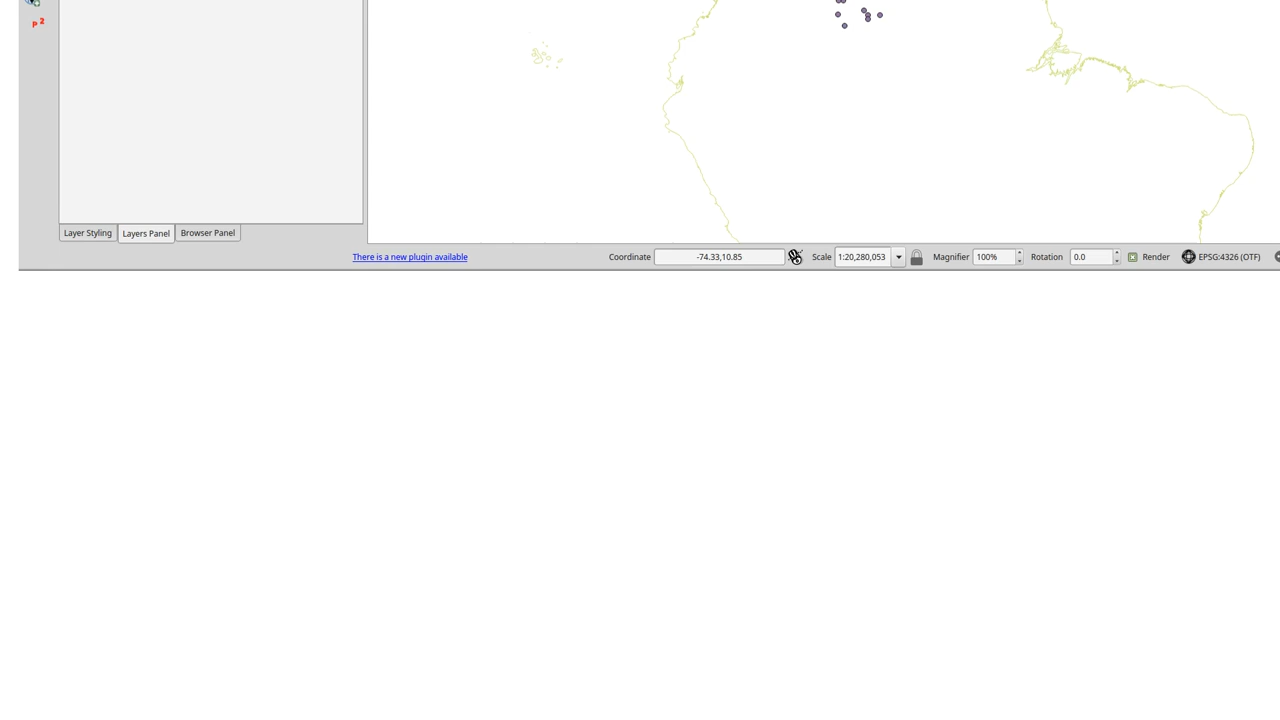 P 2
Layer Styling Layers Panel Browser Panel
There is a new plugin available Coordinate -74.33,10.85 Scale 1:20,280,053 Magnifier 100% Rotation 0.0 Render EPSG:4326 (OTF)